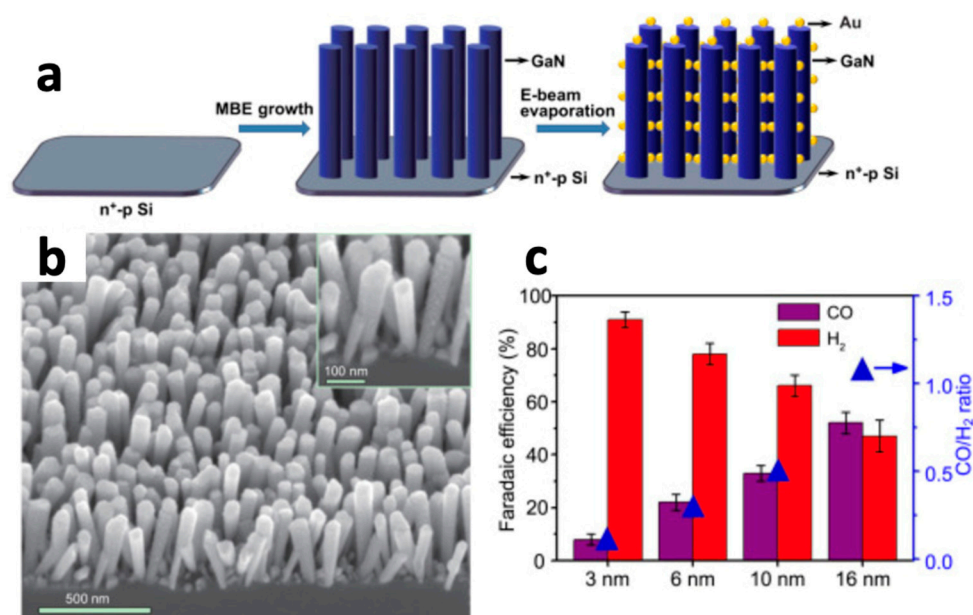 a
n⁺-p Si
MBE growth
GaN
n⁺-p Si
E-beam
evaporation
Au
GaN
n⁺-p Si
b
100 nm
500 nm
c
Faradaic efficiency (%)
100
80
60
40
20
0
CO
H₂
1.5
1.0
0.5
0.0
CO/H₂ ratio
3 nm
6 nm
10 nm
16 nm